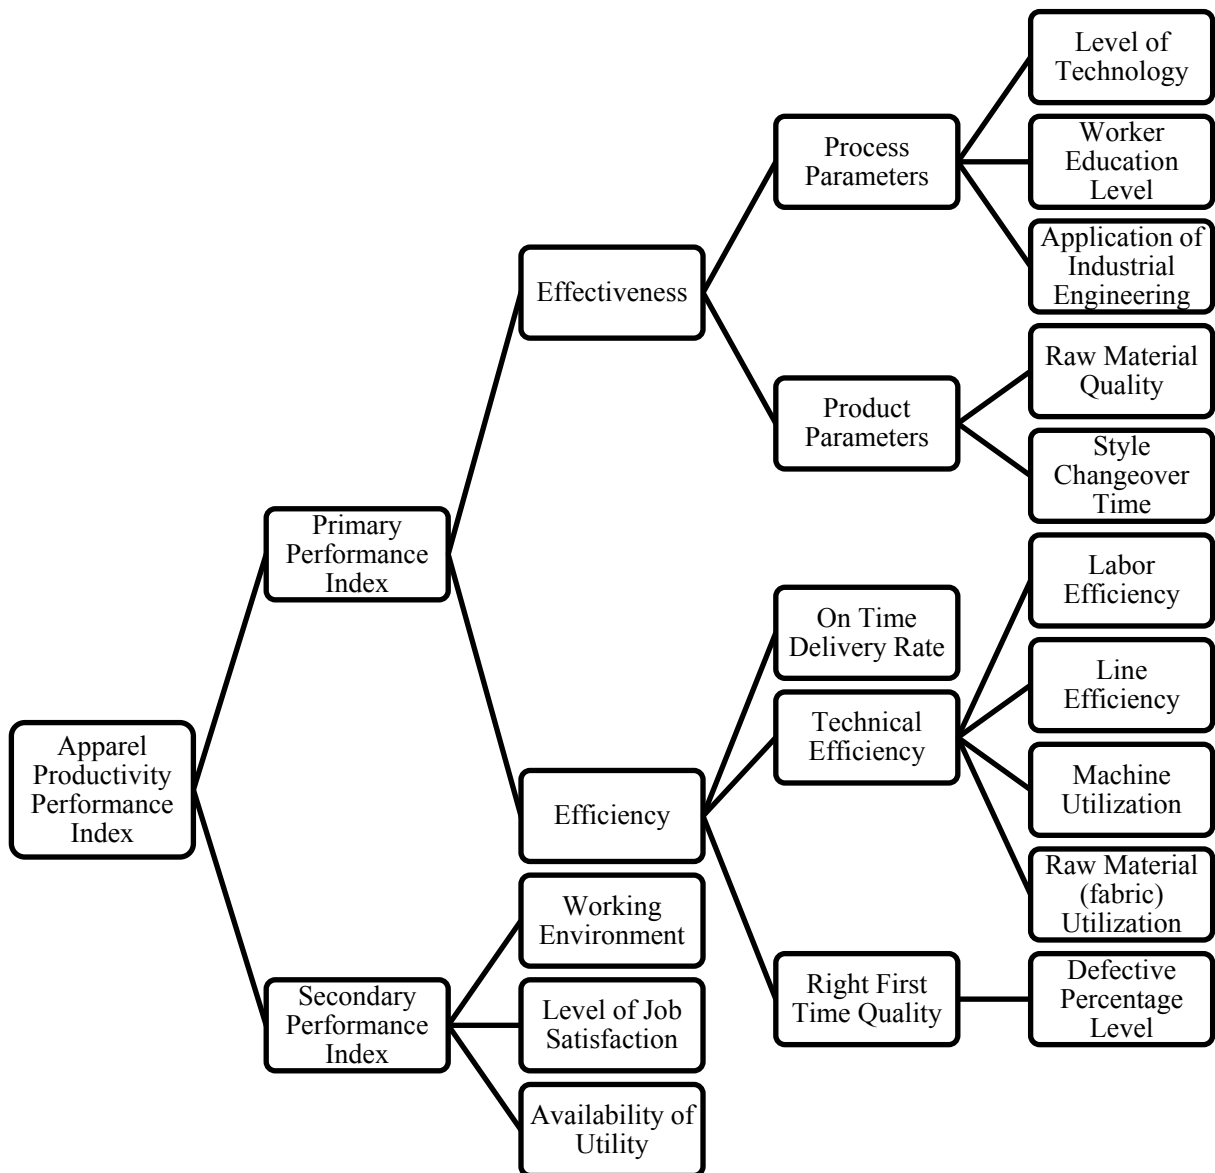 Apparel
Productivity
Performance
Index
Primary
Performance
Index
Secondary
Performance
Index
Effectiveness
Efficiency
Working
Environment
Level of Job
Satisfaction
Availability of
Utility
Process
Parameters
Product
Parameters
On Time
Delivery Rate
Technical
Efficiency
Right First
Time Quality
Level of
Technology
Worker
Education
Level
Application of
Industrial
Engineering
Raw Material
Quality
Style
Changeover
Time
Labor
Efficiency
Line
Efficiency
Machine
Utilization
Raw Material
(fabric)
Utilization
Defective
Percentage
Level